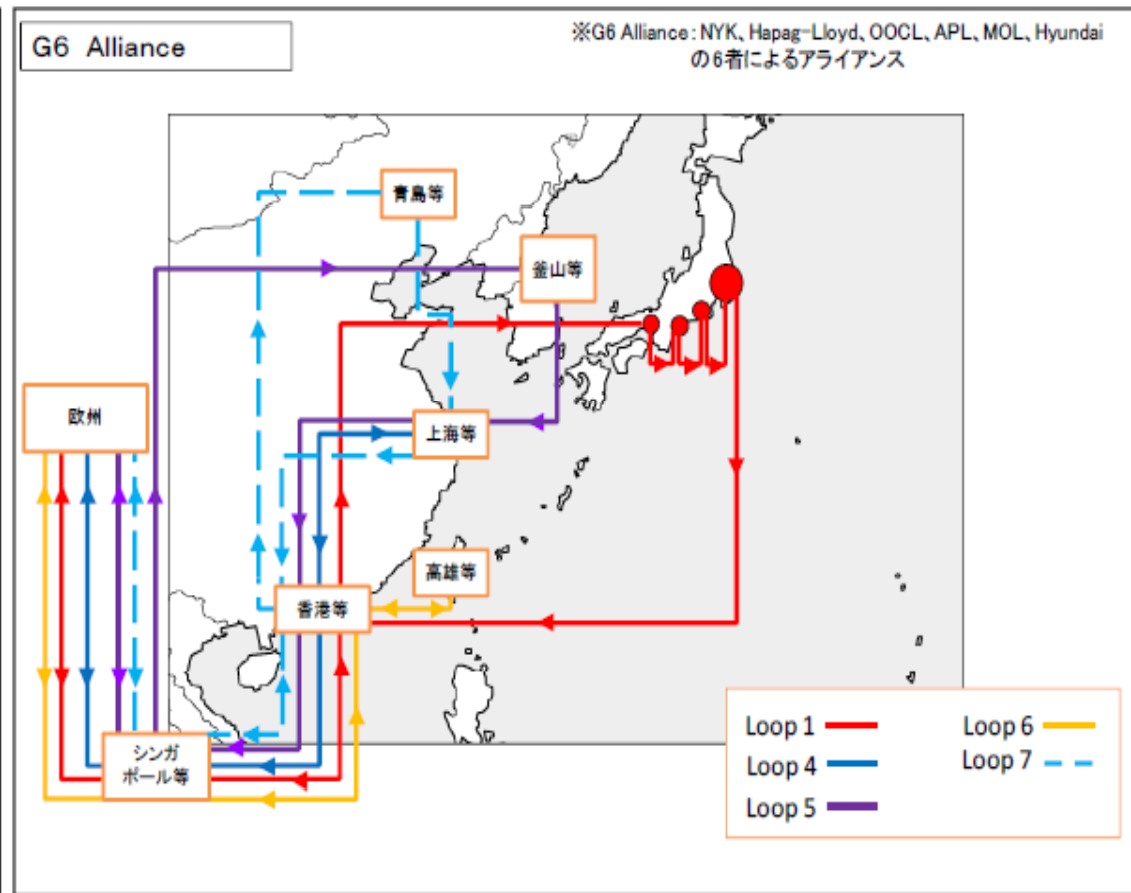 G6 Alliance
※G6 Alliance：NYK、Hapag-Lloyd、OOCL、APL、MOL、Hyundai
の6者によるアライアンス
青島等
釜山等
欧州
上海等
高雄等
香港等
シンガ
ポール等
Loop 1
Loop 6
Loop 4
Loop 7
Loop 5